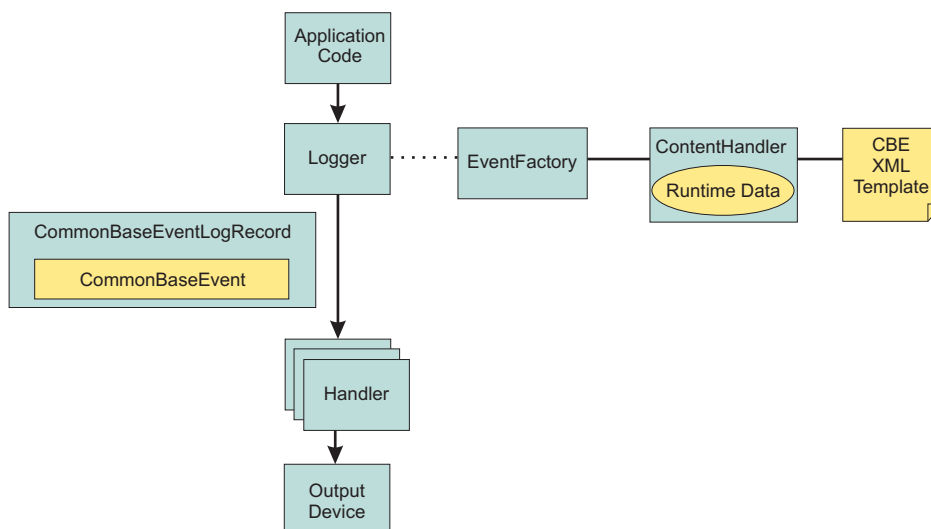 Application
Code
Logger
EventFactory
ContentHandler
Runtime Data
CBE
XML
Template
CommonBaseEventLogRecord
CommonBaseEvent
Handler
Output
Device